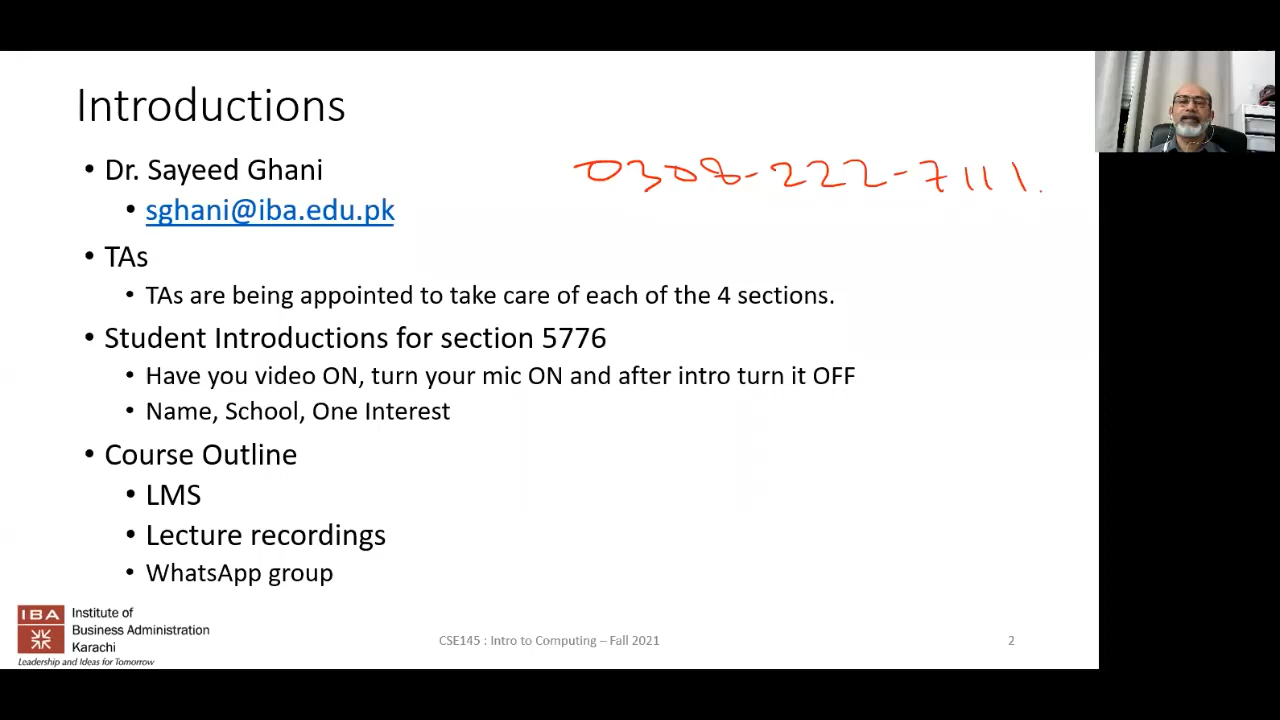 Introductions
• Dr. Sayeed Ghani
0308-222-7111.
• sghani@iba.edu.pk
• TAs
• TAs are being appointed to take care of each of the 4 sections.
• Student Introductions for section 5776
• Have you video ON, turn your mic ON and after intro turn it OFF
• Name, School, One Interest
• Course Outline
• LMS
• Lecture recordings
• WhatsApp group
IBA
Institute of
Business Administration
Karachi
Leadership and Ideas for Tomorrow
CSE145 : Intro to Computing – Fall 2021
2